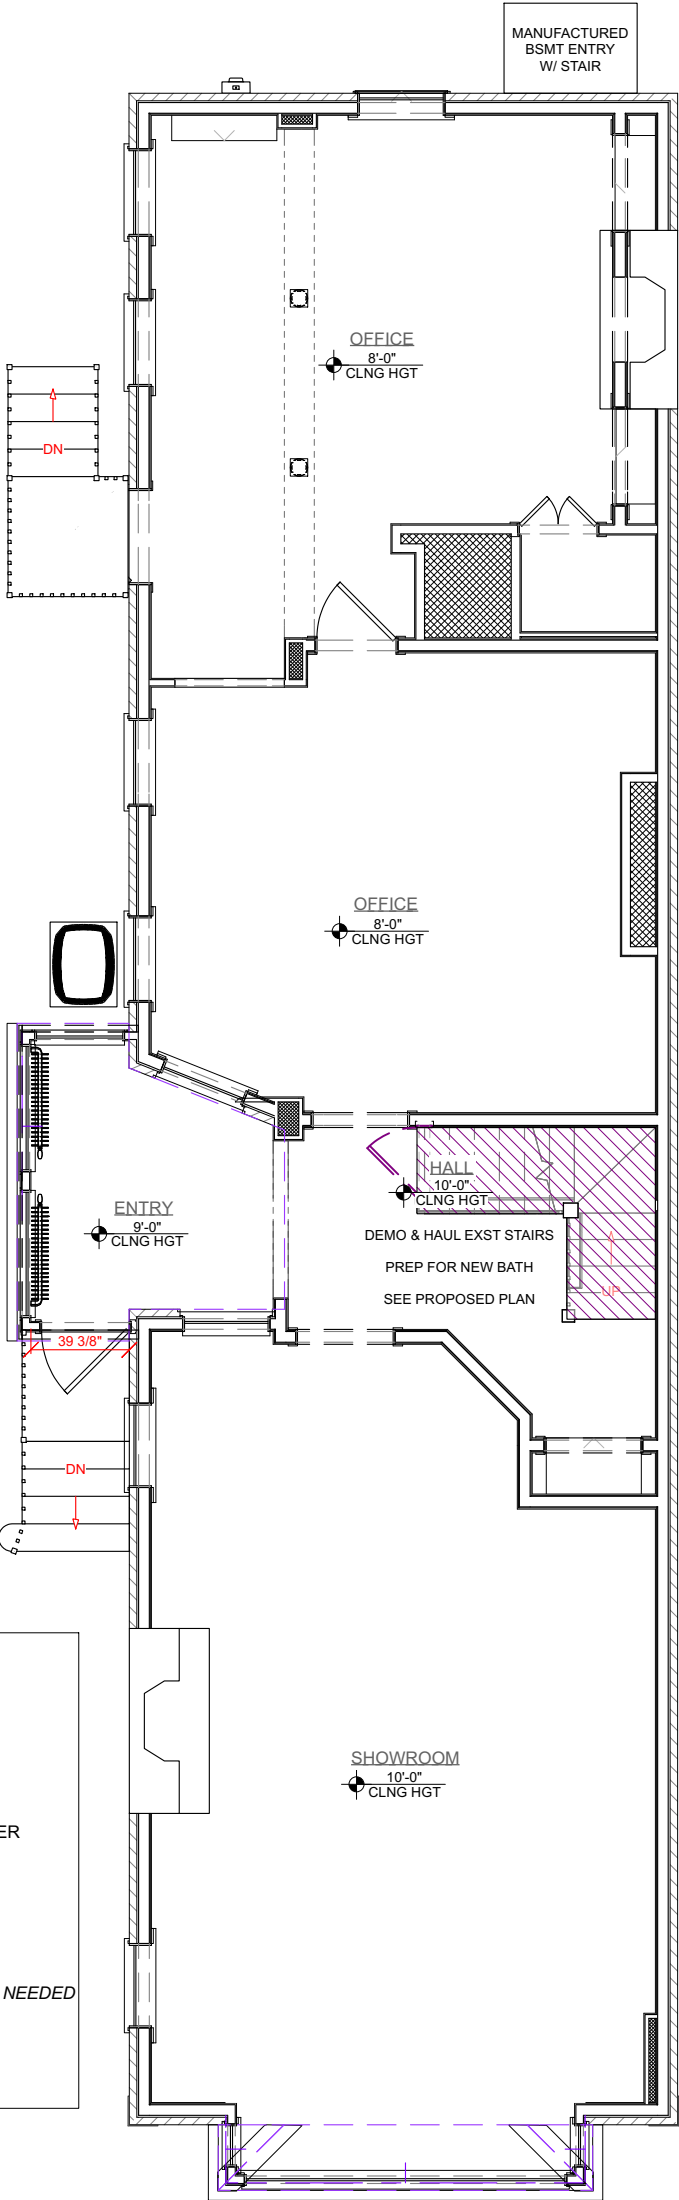 MANUFACTURED
BSMT ENTRY
W/ STAIR
OFFICE
8'-0"
CLNG HGT
DN
OFFICE
8'-0"
CLNG HGT
HALL
10'-0"
CLNG HGT
ENTRY
9'-0"
CLNG HGT
DEMO & HAUL EXST STAIRS
PREP FOR NEW BATH
SEE PROPOSED PLAN
UP
39 3/8"
DN
SHOWROOM
10'-0"
CLNG HGT
ER
NEEDED